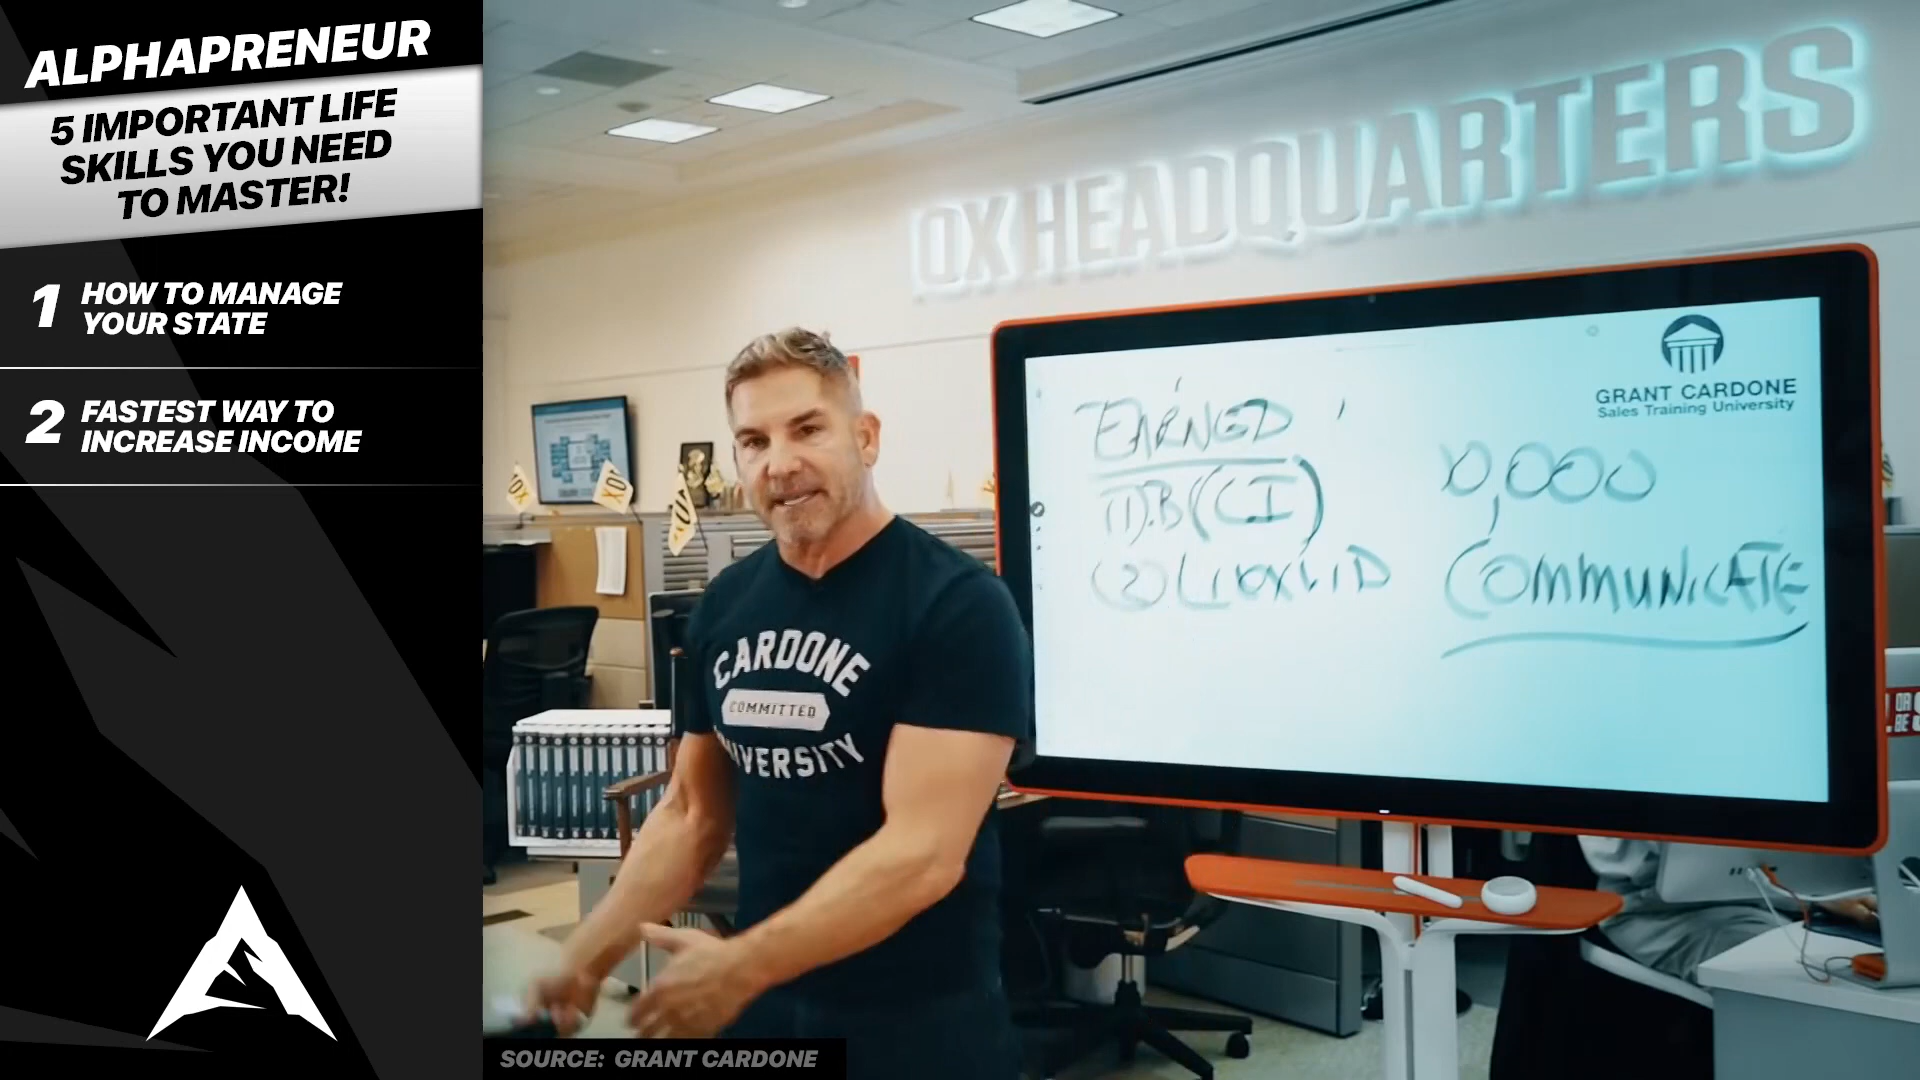 ALPHAPRENEUR
5 IMPORTANT LIFE
SKILLS YOU NEED
TO MASTER!
1 HOW TO MANAGE
YOUR STATE
2 FASTEST WAY TO
INCREASE INCOME
OX HEADQUARTERS
GRANT CARDONE
Sales Training University
EARNED
10,000
COMMUNICATE
CARDONE
COMMITTED
UNIVERSITY
SOURCE: GRANT CARDONE